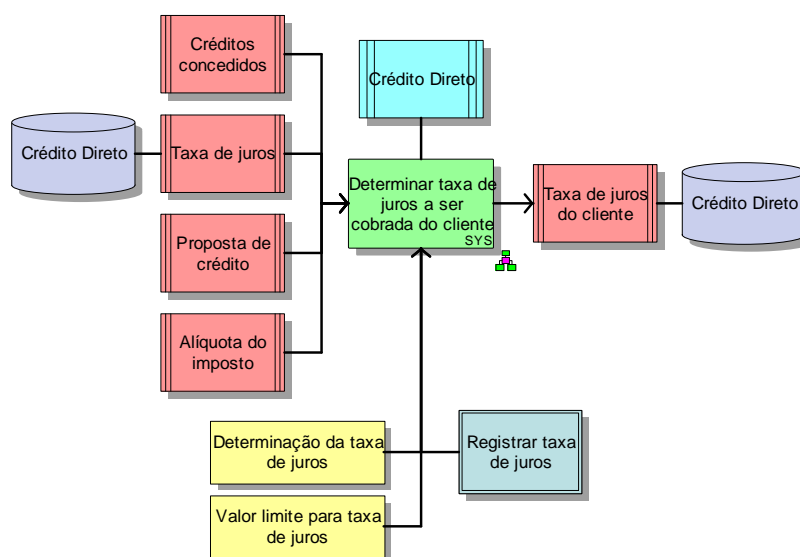 Créditos
concedidos
Crédito Direto
Crédito Direto
Taxa de juros
Determinar taxa de
juros a ser
cobrada do cliente
SYS
Taxa de juros
do cliente
Crédito Direto
Proposta de
crédito
Alíquota do
imposto
Determinação da taxa
de juros
Registrar taxa
de juros
Valor limite para taxa
de juros